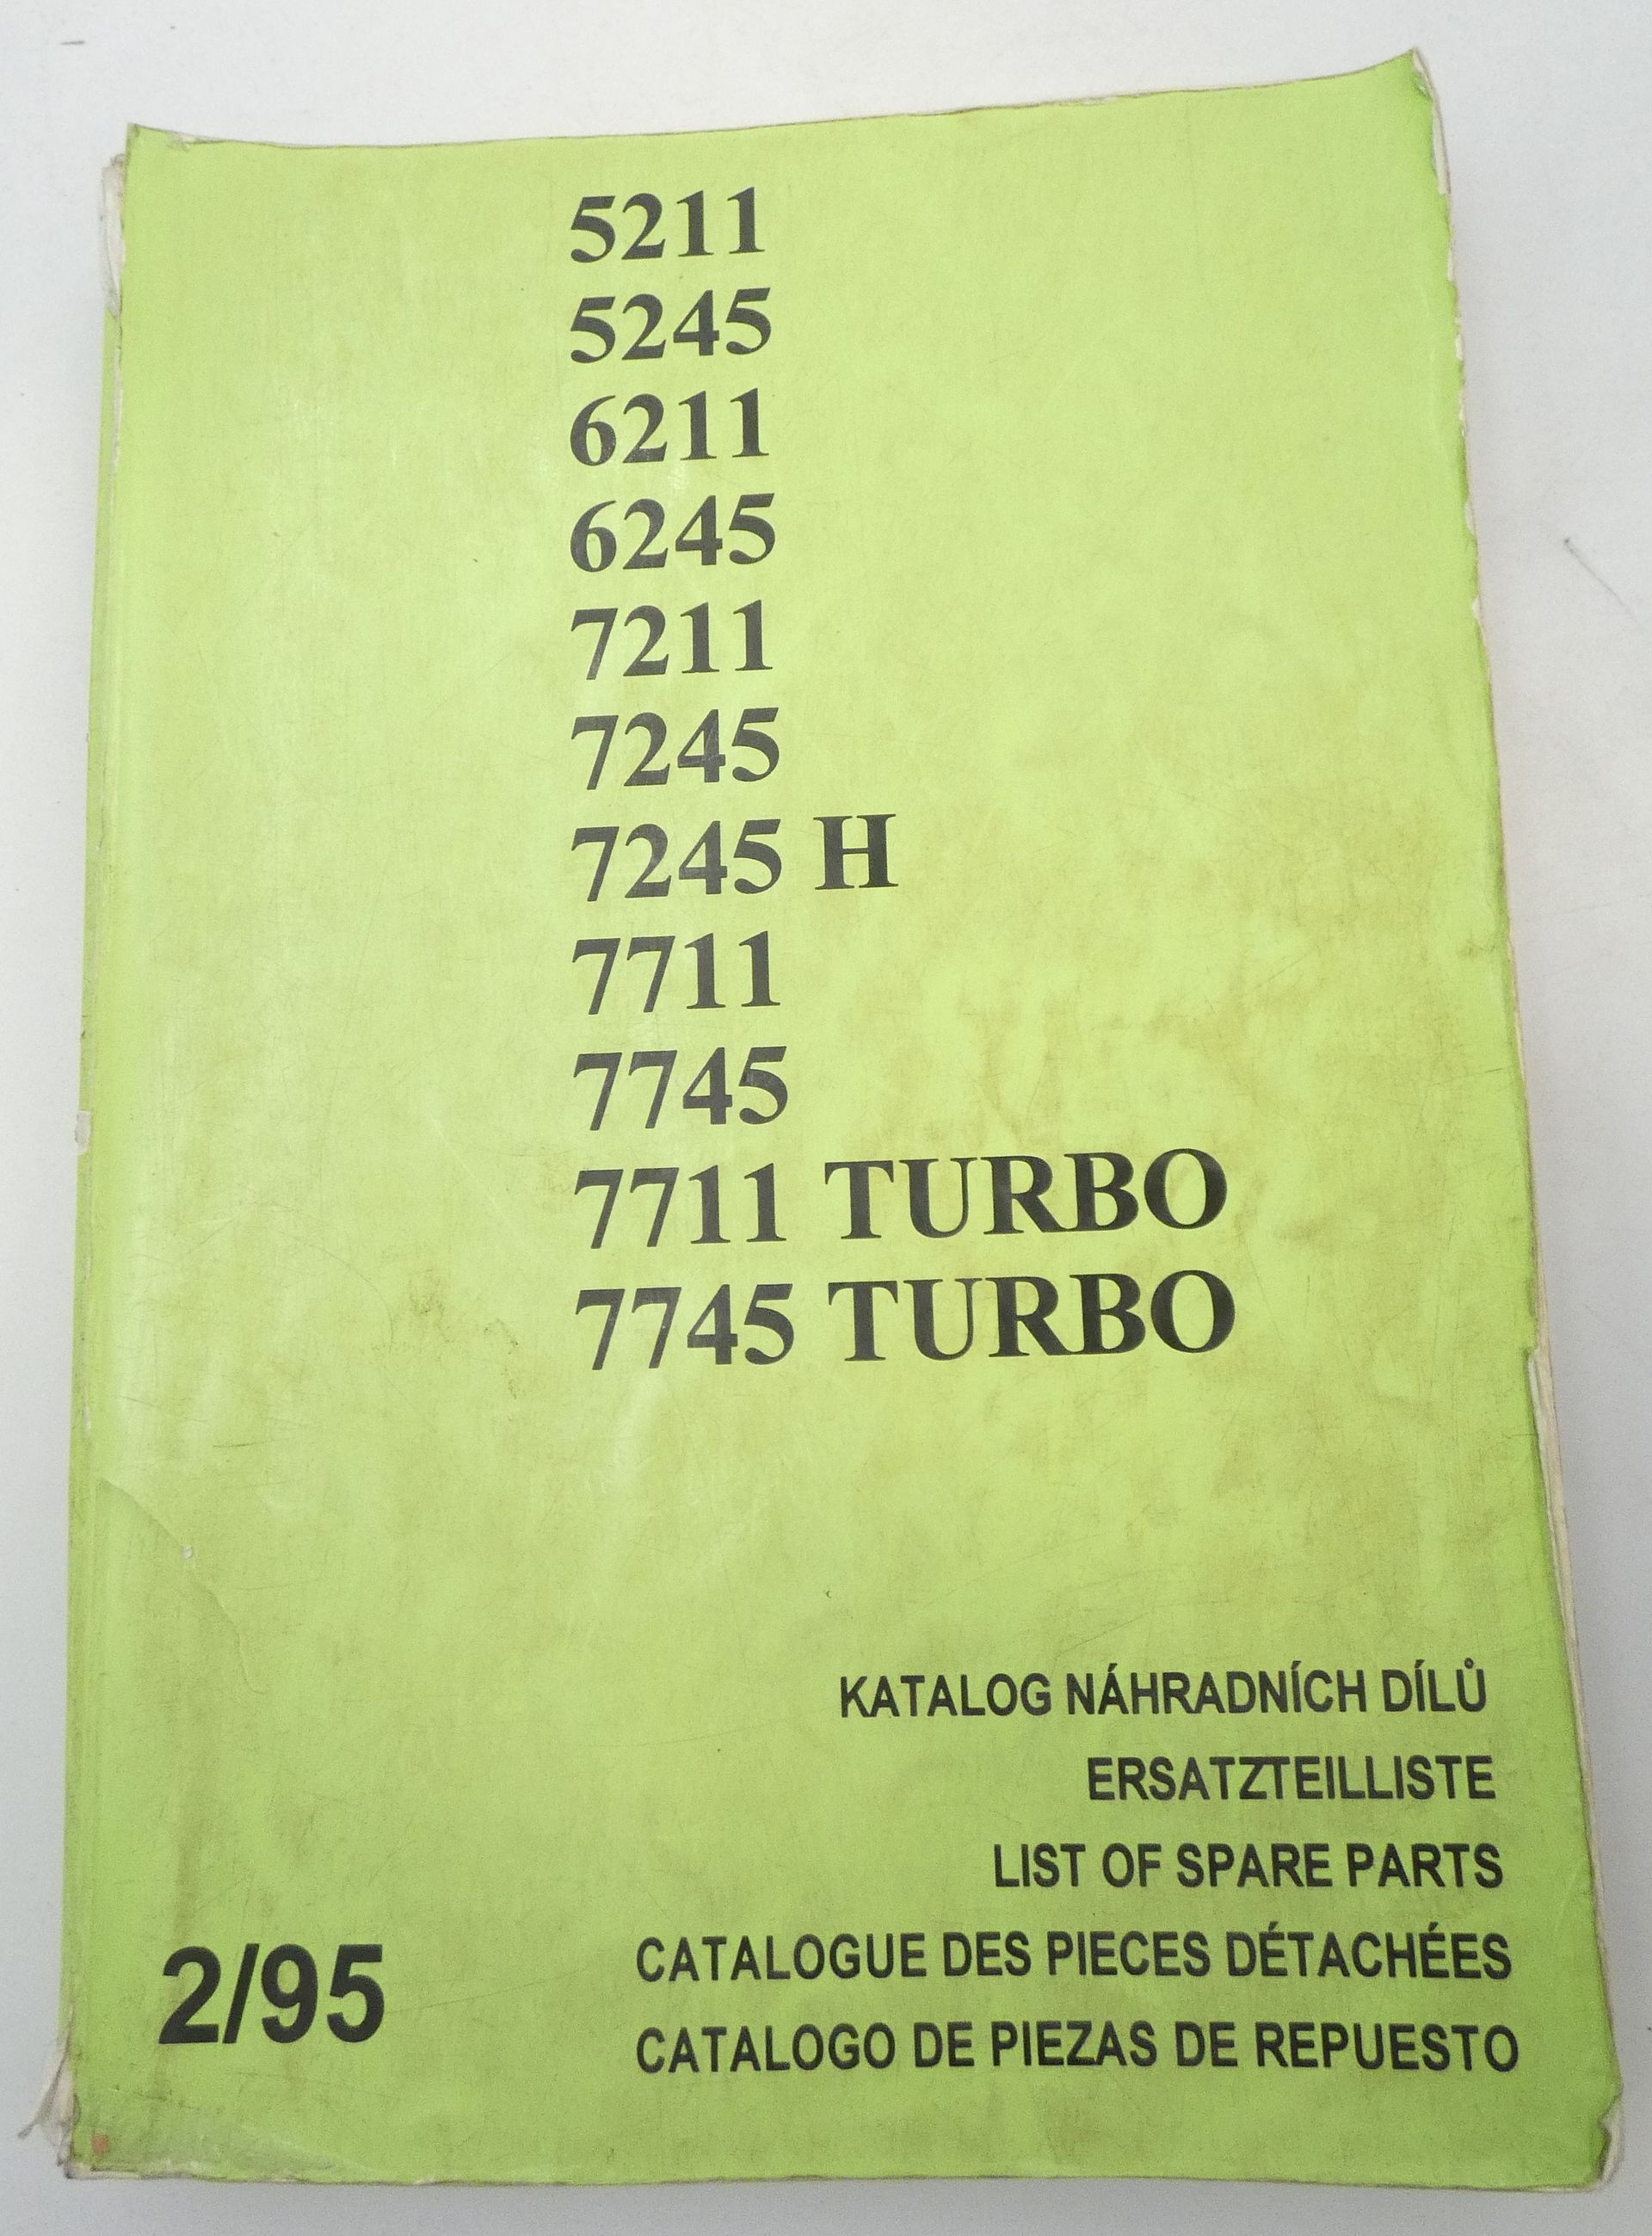 5211
5245
6211
6245
7211
7245
7245 H
7711
7745
7711 TURBO
7745 TURBO
KATALOG NÁHRADNÍCH DÍLŮ
ERSATZTEILLISTE
LIST OF SPARE PARTS
CATALOGUE DES PIECES DÉTACHÉES
CATALOGO DE PIEZAS DE REPUESTO
2/95